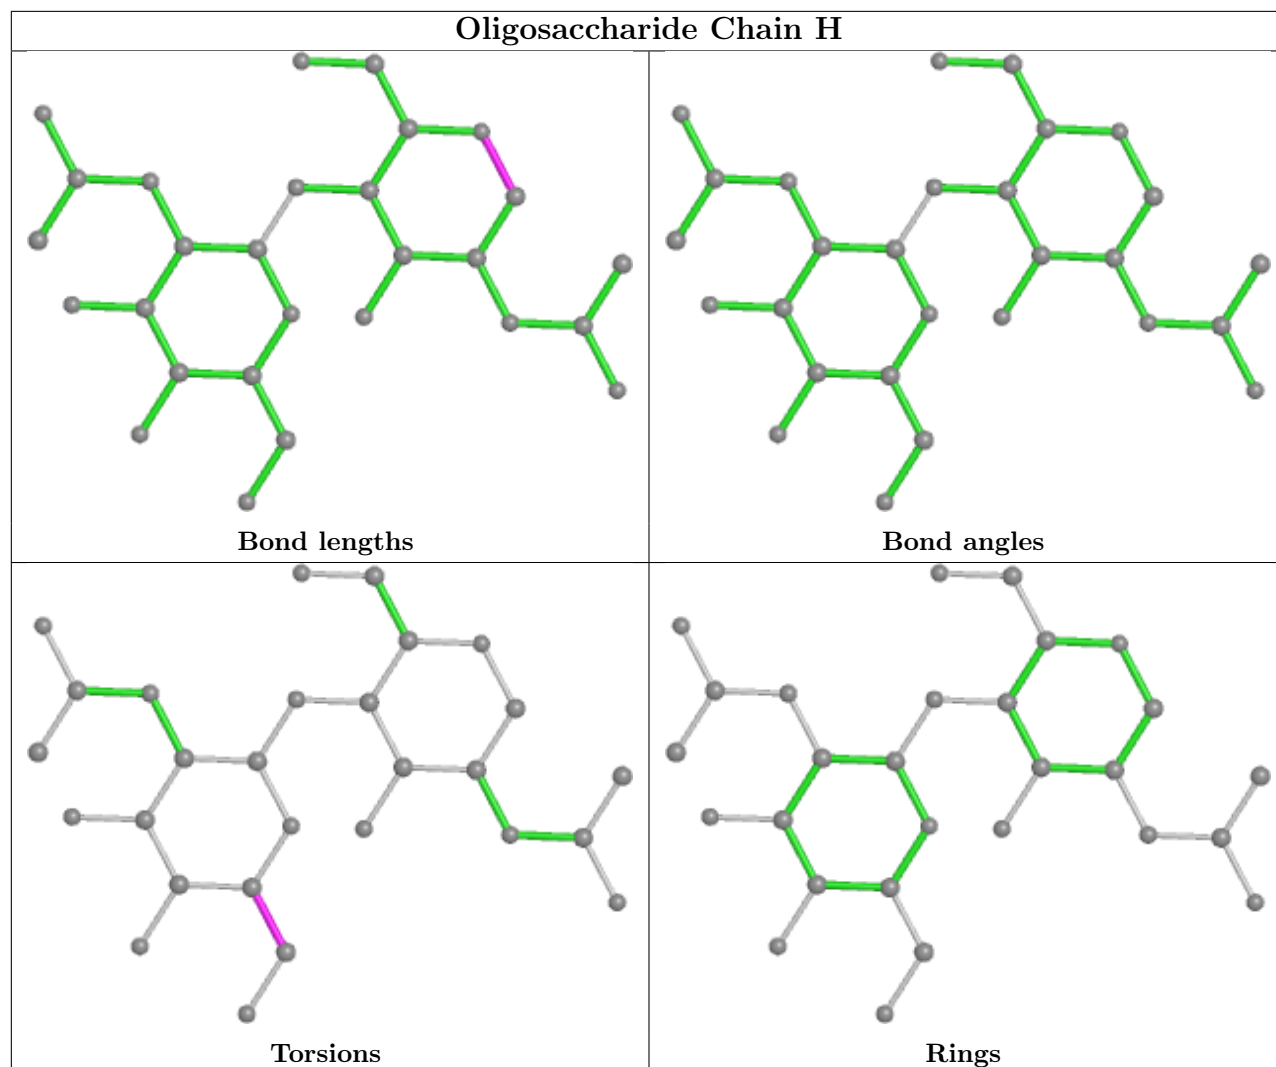 Oligosaccharide Chain H
Bond lengths
Bond angles
Torsions
Rings